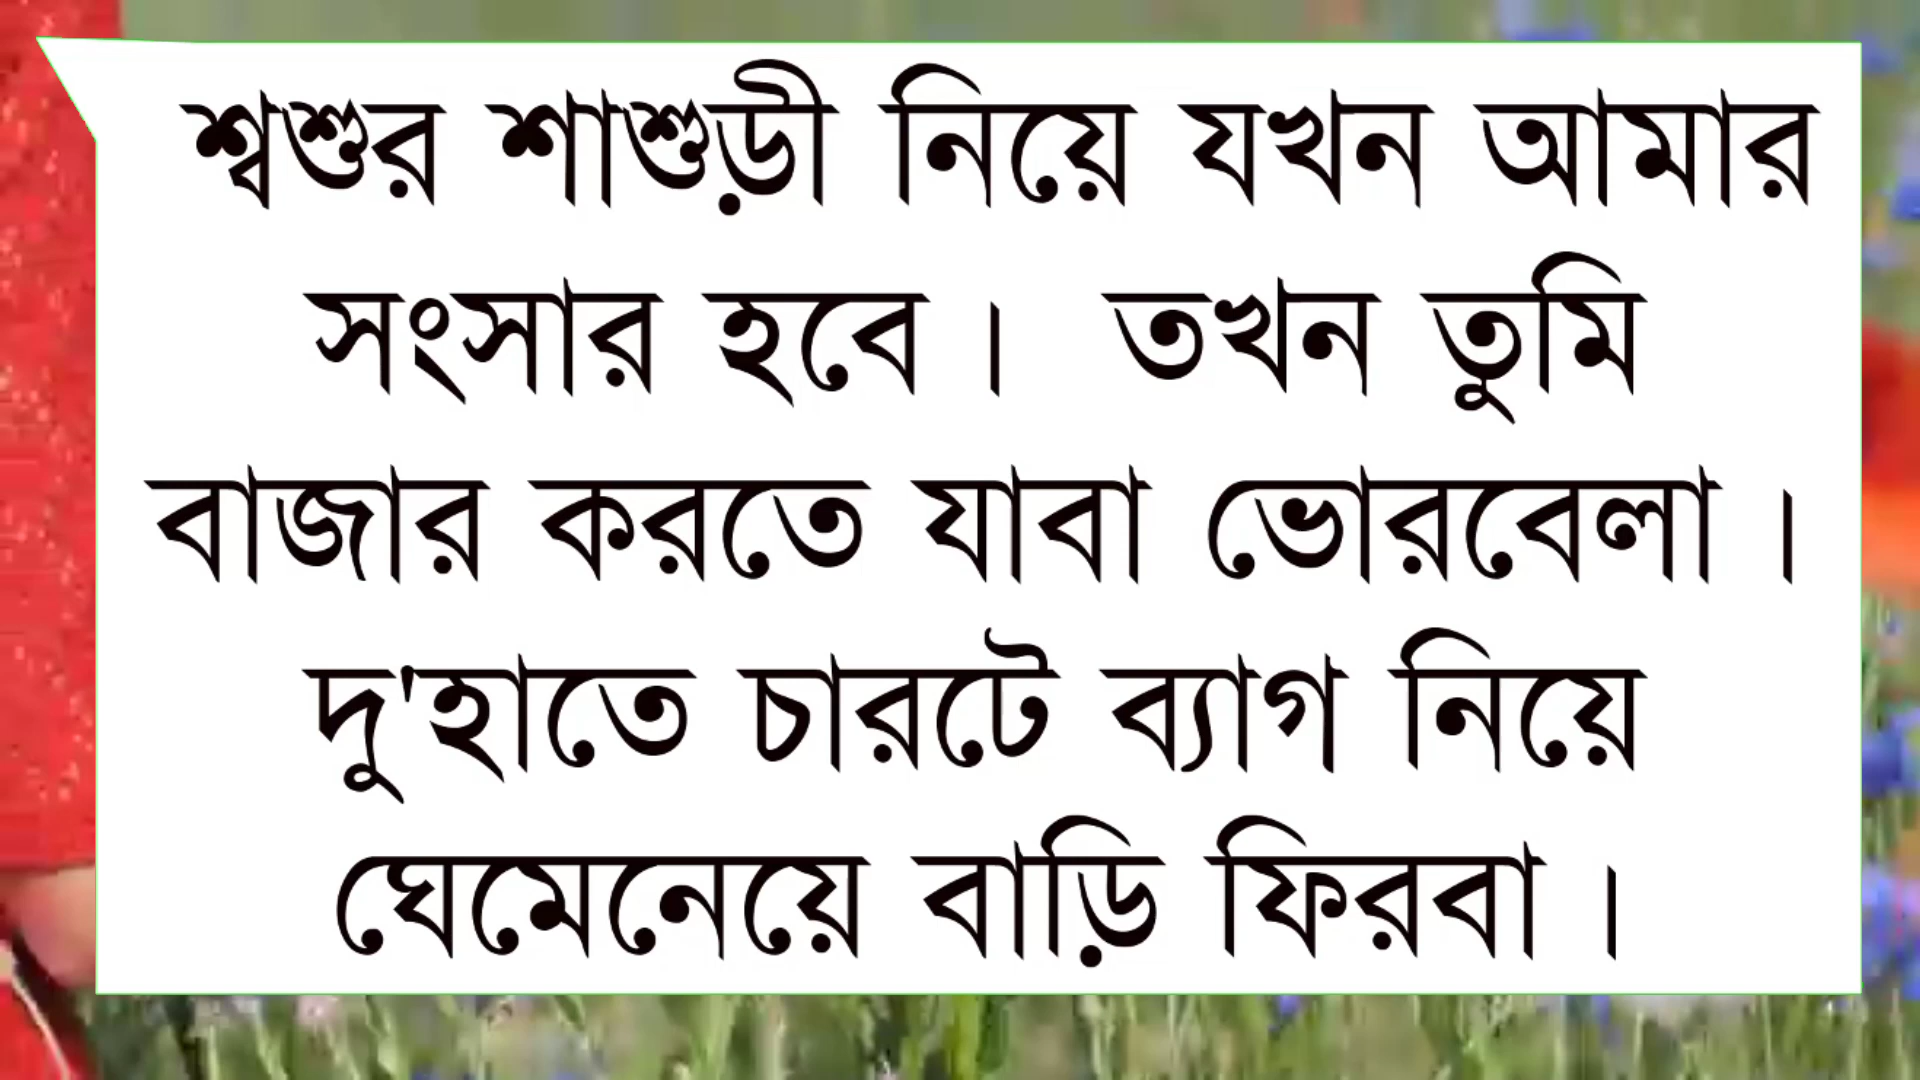 শ্বশুর শাশুড়ী নিয়ে যখন আমার
সংসার হবে । তখন তুমি
বাজার করতে যাবা ভোরবেলা ।
দু'হাতে চারটে ব্যাগ নিয়ে
ঘেমেনেয়ে বাড়ি ফিরবা ।